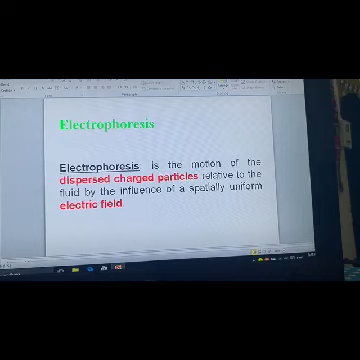 Electrophoresis
Electrophoresis is the motion of the
dispersed charged particles relative to the
fluid by the influence of a spatially uniform
electric field